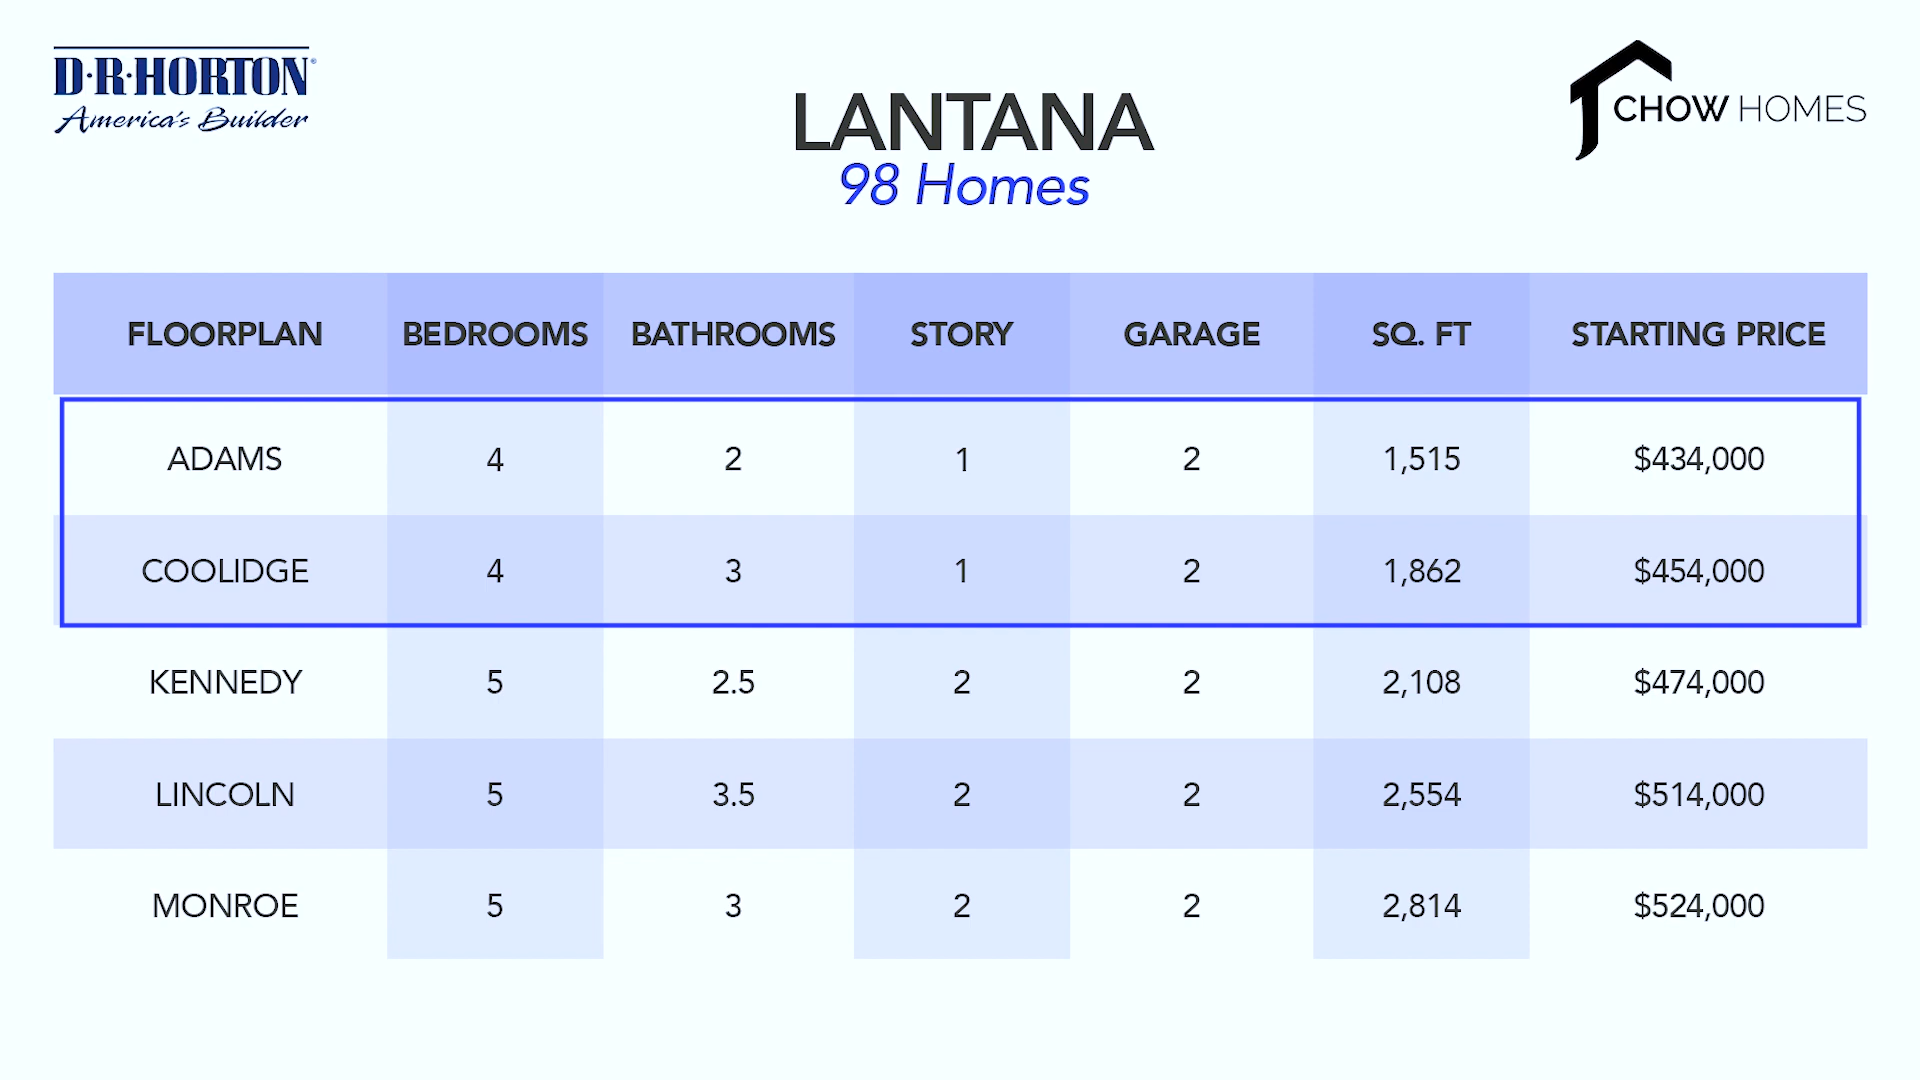 D·R·HORTON®
America's Builder
CHOW HOMES
LANTANA
98 Homes
FLOORPLAN BEDROOMS BATHROOMS STORY GARAGE SQ. FT STARTING PRICE
ADAMS 4 2 1 2 1,515 $434,000
COOLIDGE 4 3 1 2 1,862 $454,000
KENNEDY 5 2.5 2 2 2,108 $474,000
LINCOLN 5 3.5 2 2 2,554 $514,000
MONROE 5 3 2 2 2,814 $524,000